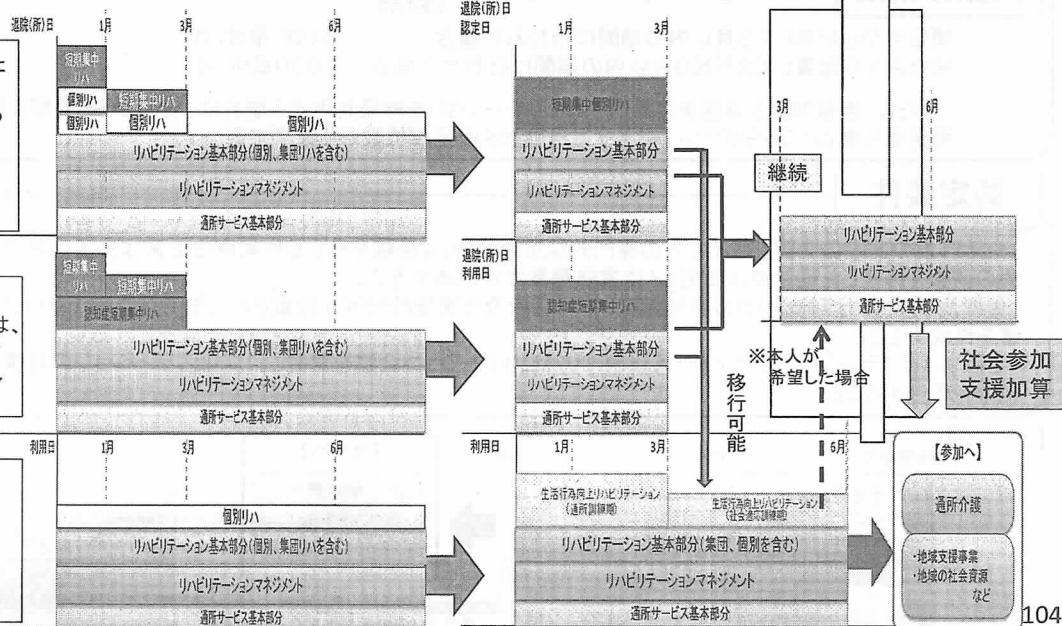 退院(所)日
1月
3月
6月
短期集中
リハ
個別リハ
短期集中リハ
個別リハ
個別リハ
個別リハ
リハビリテーション基本部分(個別、集団リハを含む)
リハビリテーションマネジメント
通所サービス基本部分
短期集中
リハ
短期集中リハ
認知症短期集中リハ
リハビリテーション基本部分(個別、集団リハを含む)
リハビリテーションマネジメント
通所サービス基本部分
は、
利用日
1月
3月
6月
個別リハ
リハビリテーション基本部分(個別、集団リハを含む)
リハビリテーションマネジメント
通所サービス基本部分
退院(所)日
認定日
1月
3月
短期集中個別リハ
リハビリテーション基本部分
リハビリテーションマネジメント
通所サービス基本部分
退院(所)日
利用日
認知症短期集中リハ
リハビリテーション基本部分
リハビリテーションマネジメント
通所サービス基本部分
利用日
1月
3月
6月
生活行為向上リハビリテーション
(通所訓練期)
生活行為向上リハビリテーション
(社会適応訓練期)
リハビリテーション基本部分(集団、個別を含む)
リハビリテーションマネジメント
通所サービス基本部分
移行可能
※本人が
希望した場合
継続
3月
6月
リハビリテーション基本部分
リハビリテーションマネジメント
通所サービス基本部分
社会参加
支援加算
【参加へ】
通所介護
・地域支援事業
・地域の社会資源
など
104